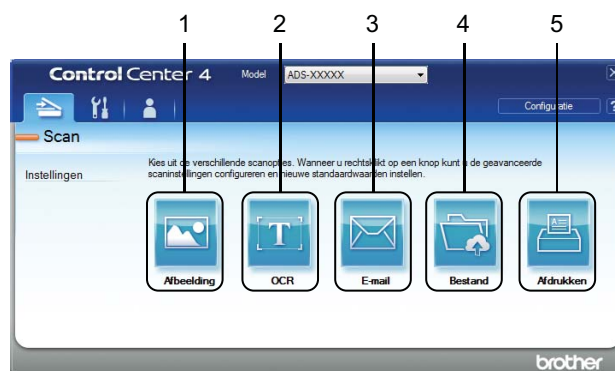 1 2 3 4 5
Control Center 4 Model ADS-XXXXX
Configuratie
Scan
Instellingen
Kies uit de verschillende scanopties. Wanneer u rechtsklikt op een knop kunt u de geavanceerde
scaninstellingen configureren en nieuwe standaardwaarden instellen.
Afbeelding OCR E-mail Bestand Afdrukken
brother